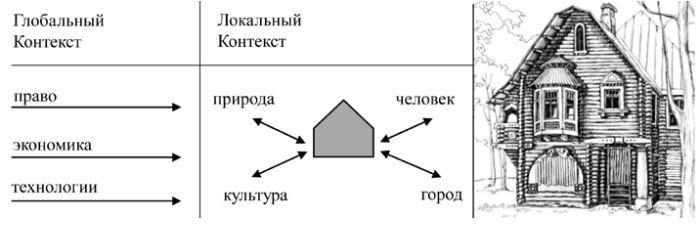 Глобальный
Контекст
Локальный
Контекст
право
экономика
технологии
природа
человек
культура
город